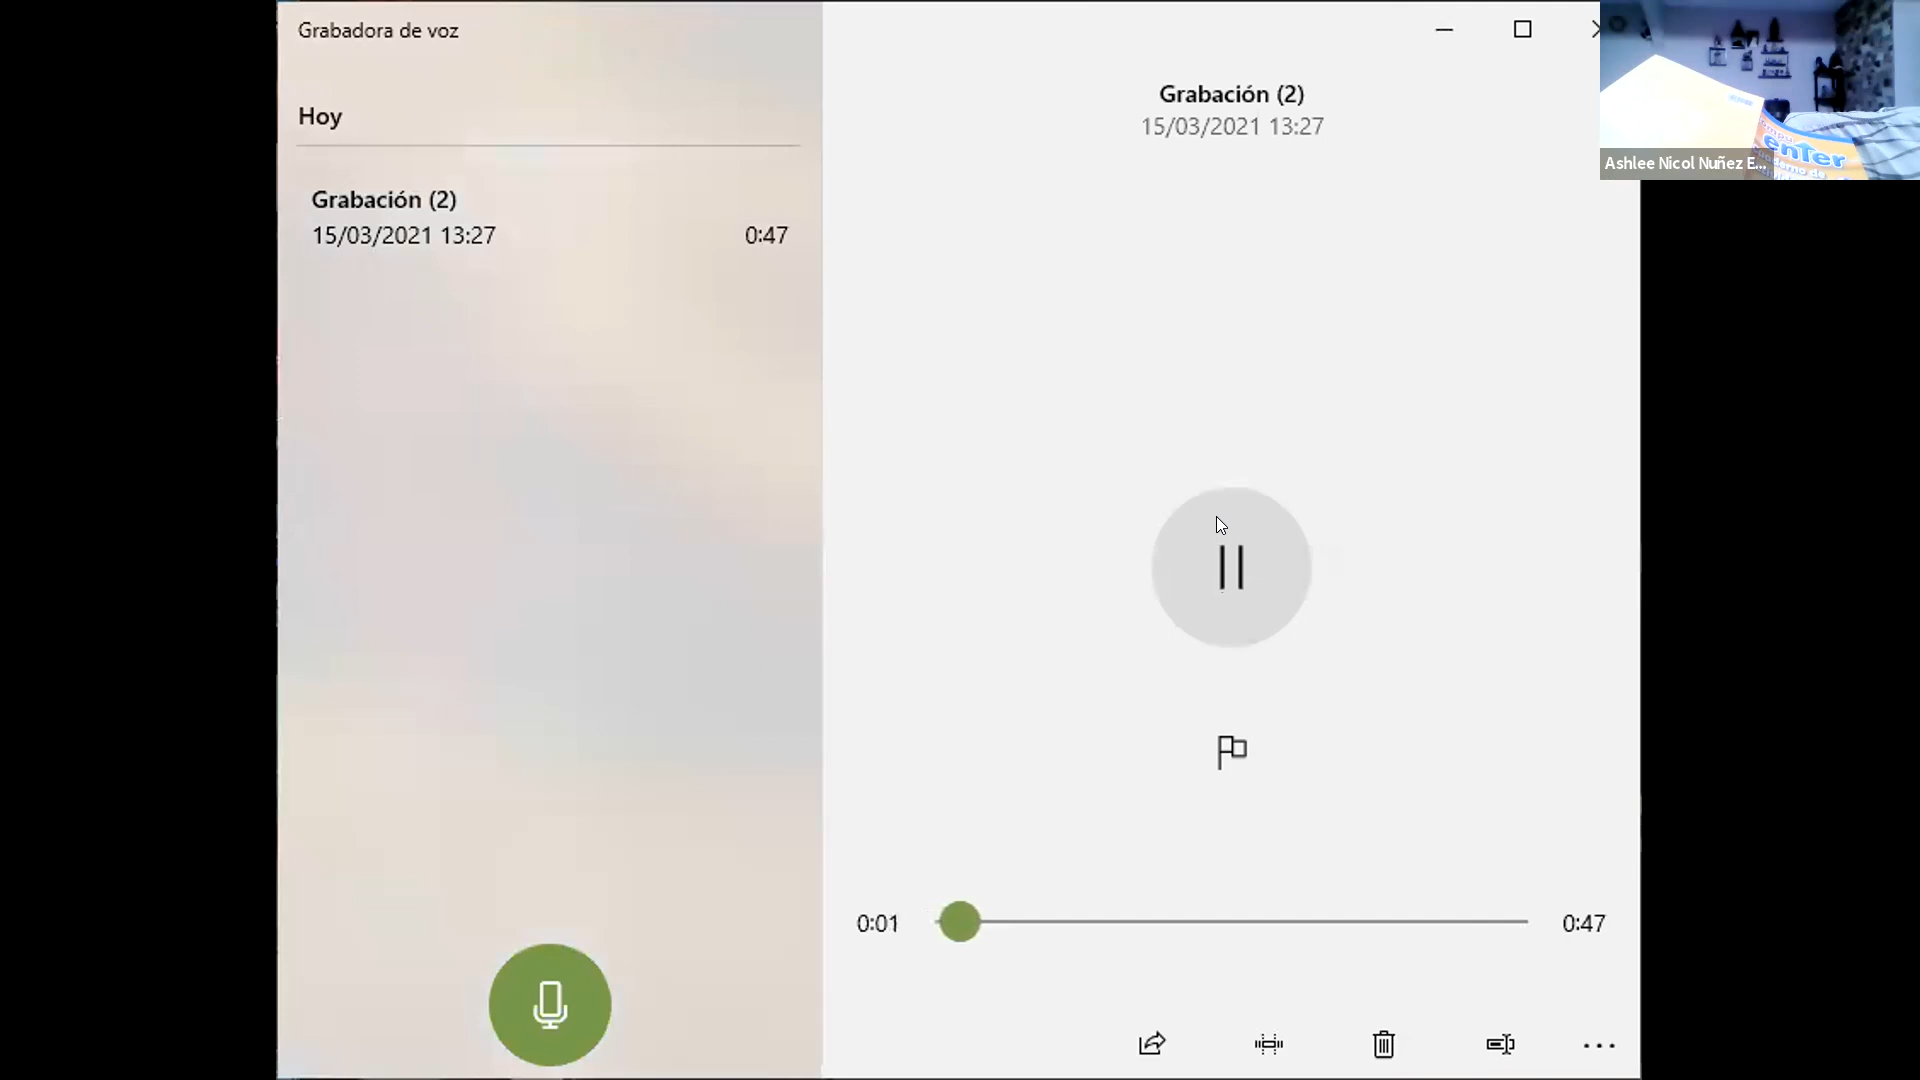 Grabadora de voz
Hoy
Grabación (2)
15/03/2021 13:27
0:47
Grabación (2)
15/03/2021 13:27
0:01
0:47
Ashlee Nicol Nuñez E...
enTer